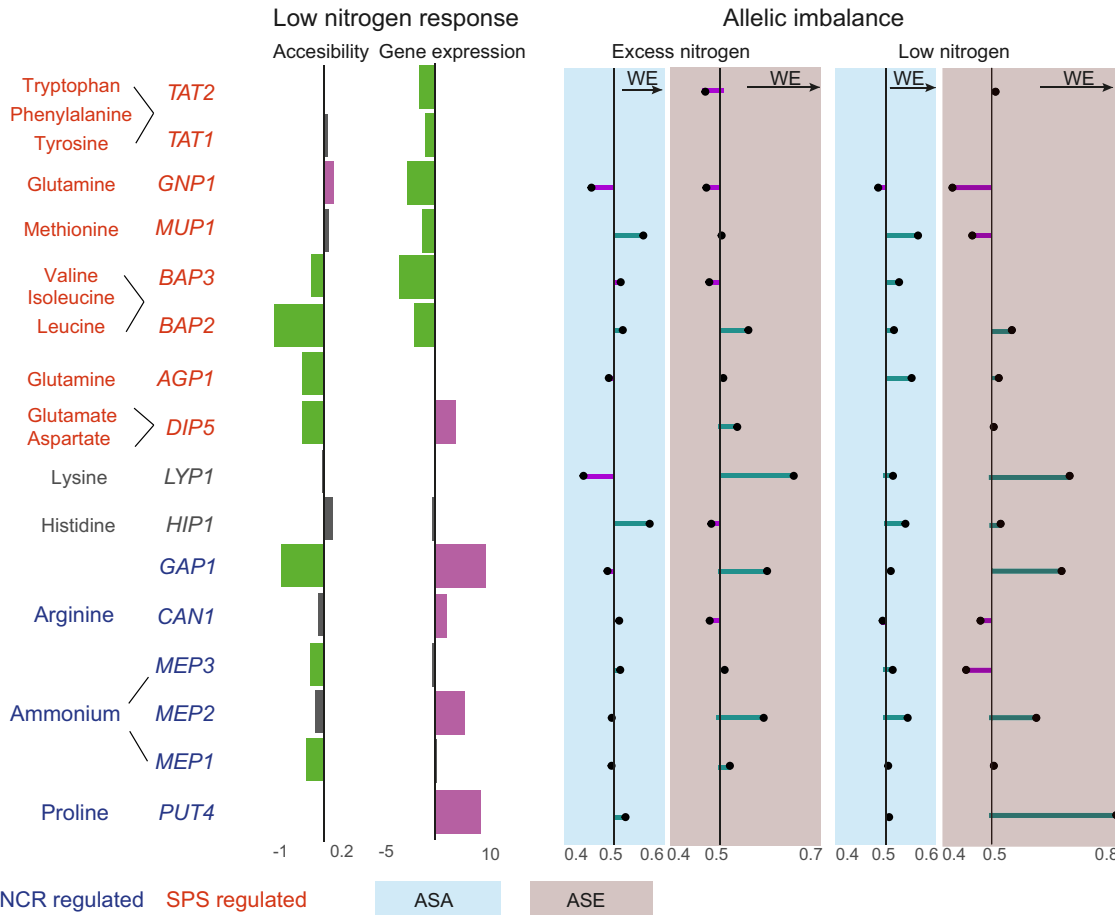 Low nitrogen response
Allelic imbalance
Accesibility
Gene expression
Excess nitrogen
Low nitrogen
WE
WE
WE
WE
Tryptophan
Phenylalanine
Tyrosine
TAT2
TAT1
Glutamine GNP1
Methionine MUP1
Valine
Isoleucine
Leucine
BAP3
BAP2
Glutamine AGP1
Glutamate
Aspartate
DIP5
Lysine LYP1
Histidine HIP1
GAP1
Arginine CAN1
MEP3
Ammonium MEP2
MEP1
Proline PUT4
-1 0.2 -5 10
0.4 0.5 0.6 0.4 0.5 0.7 0.4 0.5 0.6 0.4 0.5 0.8
NCR regulated SPS regulated ASA ASE